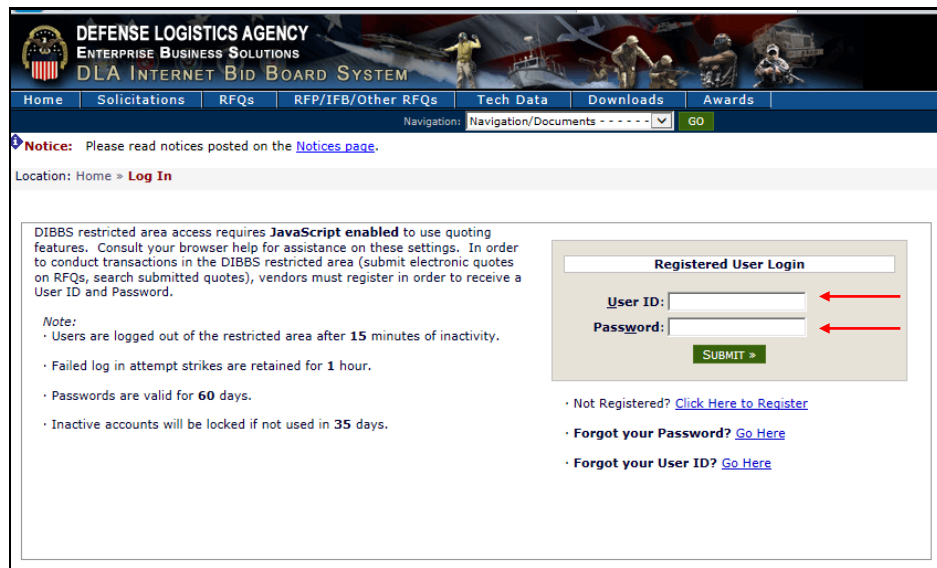 DEFENSE LOGISTICS AGENCY
ENTERPRISE BUSINESS SOLUTIONS
DLA INTERNET BID BOARD SYSTEM
Home Solicitations RFQs RFP/IFB/Other RFQs Tech Data Downloads Awards
Navigation: Navigation/Documents - - - - - - GO
Notice: Please read notices posted on the Notices page.
Location: Home » Log In
DIBBS restricted area access requires JavaScript enabled to use quoting
features. Consult your browser help for assistance on these settings. In order
to conduct transactions in the DIBBS restricted area (submit electronic quotes
on RFQs, search submitted quotes), vendors must register in order to receive a
User ID and Password.
Note:
· Users are logged out of the restricted area after 15 minutes of inactivity.
· Failed log in attempt strikes are retained for 1 hour.
· Passwords are valid for 60 days.
· Inactive accounts will be locked if not used in 35 days.
Registered User Login
User ID:
Password:
SUBMIT »
· Not Registered? Click Here to Register
· Forgot your Password? Go Here
· Forgot your User ID? Go Here